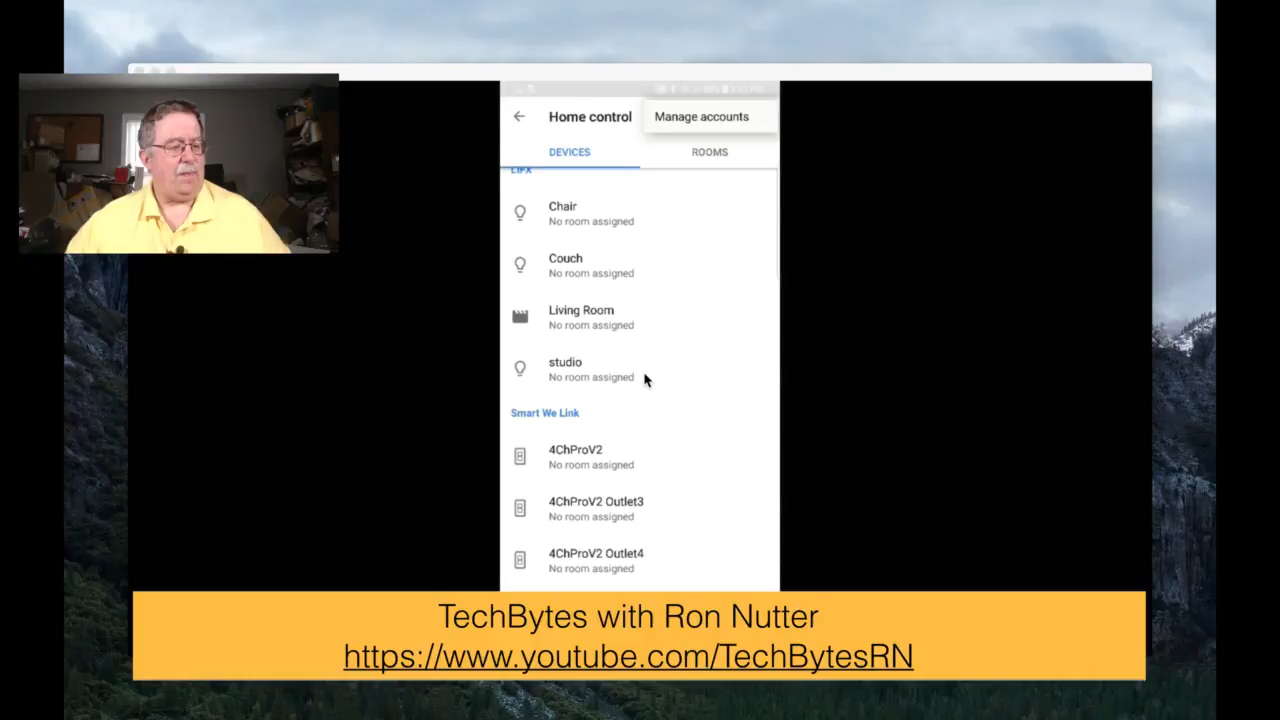 Home control
Manage accounts
DEVICES
ROOMS
LIFX
Chair
No room assigned
Couch
No room assigned
Living Room
No room assigned
studio
No room assigned
Smart We Link
4ChProV2
No room assigned
4ChProV2 Outlet3
No room assigned
4ChProV2 Outlet4
No room assigned
TechBytes with Ron Nutter
https://www.youtube.com/TechBytesRN